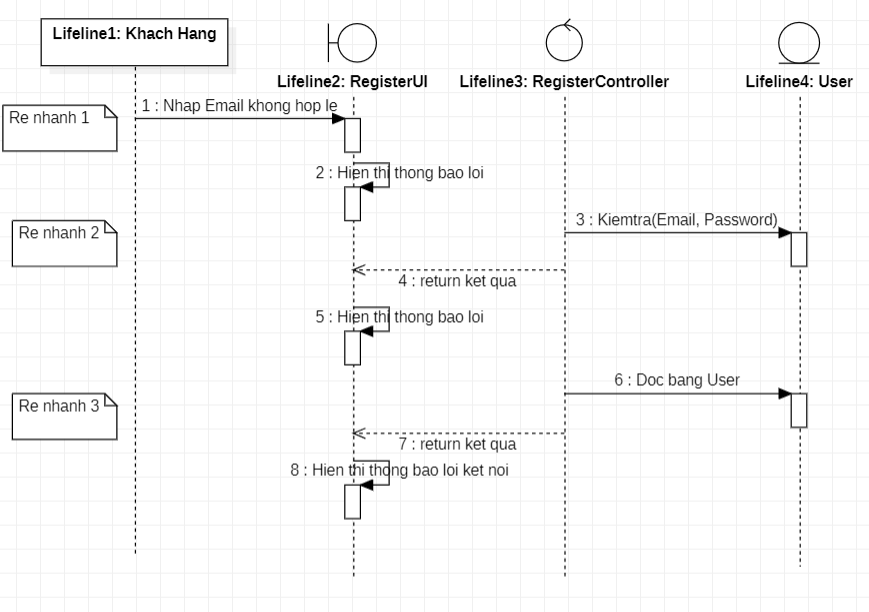 Lifeline1: Khach Hang
Lifeline2: RegisterUI
Lifeline3: RegisterController
Lifeline4: User
Re nhanh 1
1 : Nhap Email khong hop le
2 : Hien thi thong bao loi
Re nhanh 2
3 : Kiemtra(Email, Password)
4 : return ket qua
5 : Hien thi thong bao loi
6 : Doc bang User
Re nhanh 3
7 : return ket qua
8 : Hien thi thong bao loi ket noi